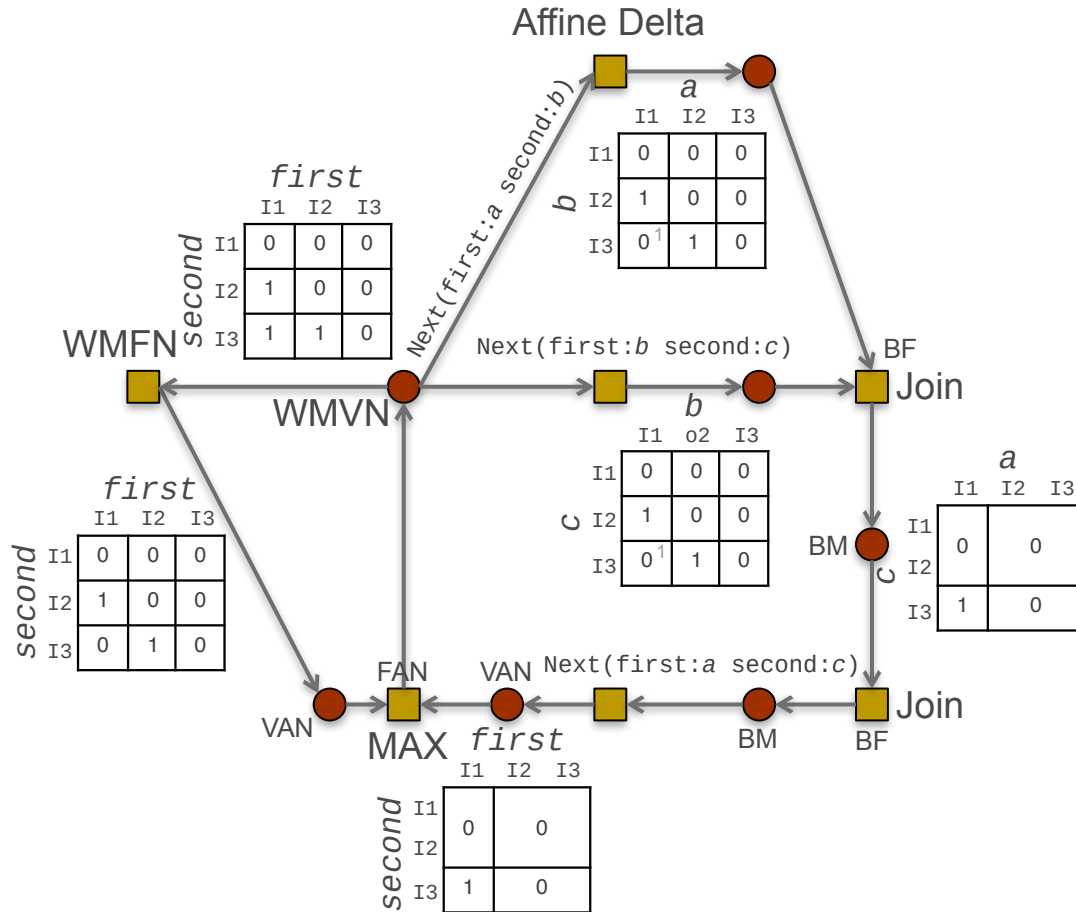 Affine Delta
Next(first:a second:b)
a
I1 I2 I3
b
I1 0 0 0
I2 1 0 0
I3 0 1 1 0
first
I1 I2 I3
second
I1 0 0 0
I2 1 0 0
I3 1 1 0
WMFN
WMVN
Next(first:b second:c)
BF
Join
b
I1 o2 I3
c
I1 0 0 0
I2 1 0 0
I3 0 1 1 0
first
I1 I2 I3
second
I1 0 0 0
I2 1 0 0
I3 0 1 0
BM
a
I1 I2 I3
c
I1
0 0
I2
I3 1 0
VAN
FAN
MAX
VAN
Next(first:a second:c)
BM
BF
Join
first
I1 I2 I3
second
I1
0 0
I2
I3 1 0